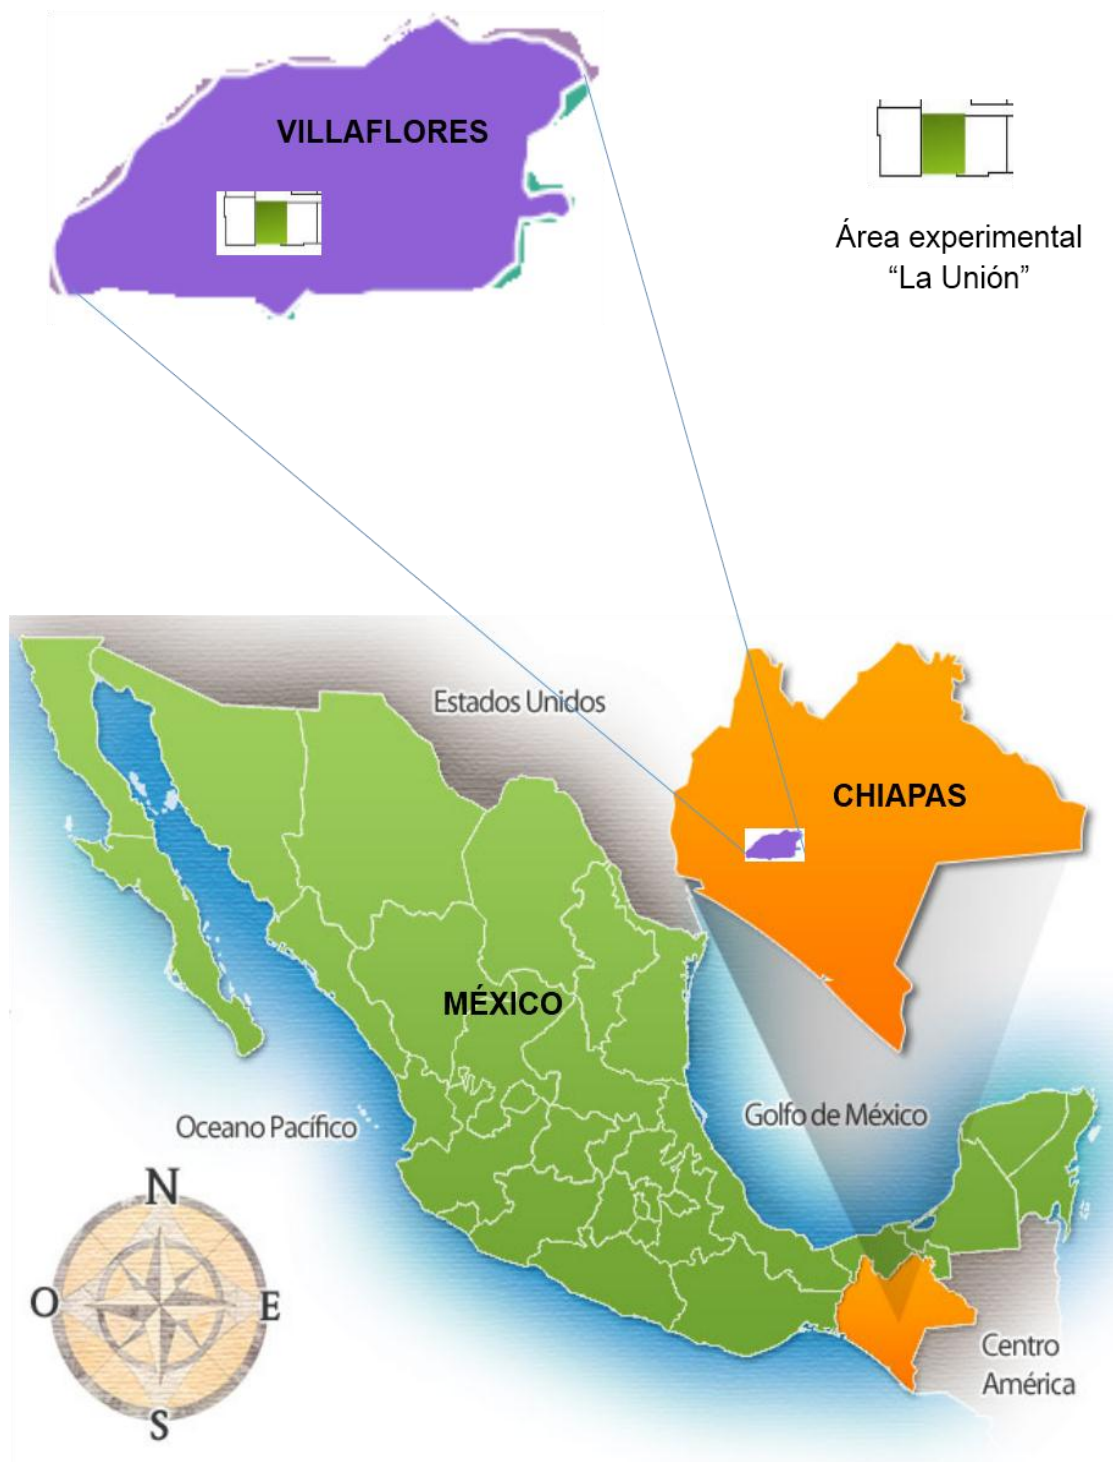 VILLAFLORES
Área experimental
“La Unión”
Estados Unidos
CHIAPAS
MÉXICO
Oceano Pacífico
Golfo de México
N
O
E
S
Centro
América